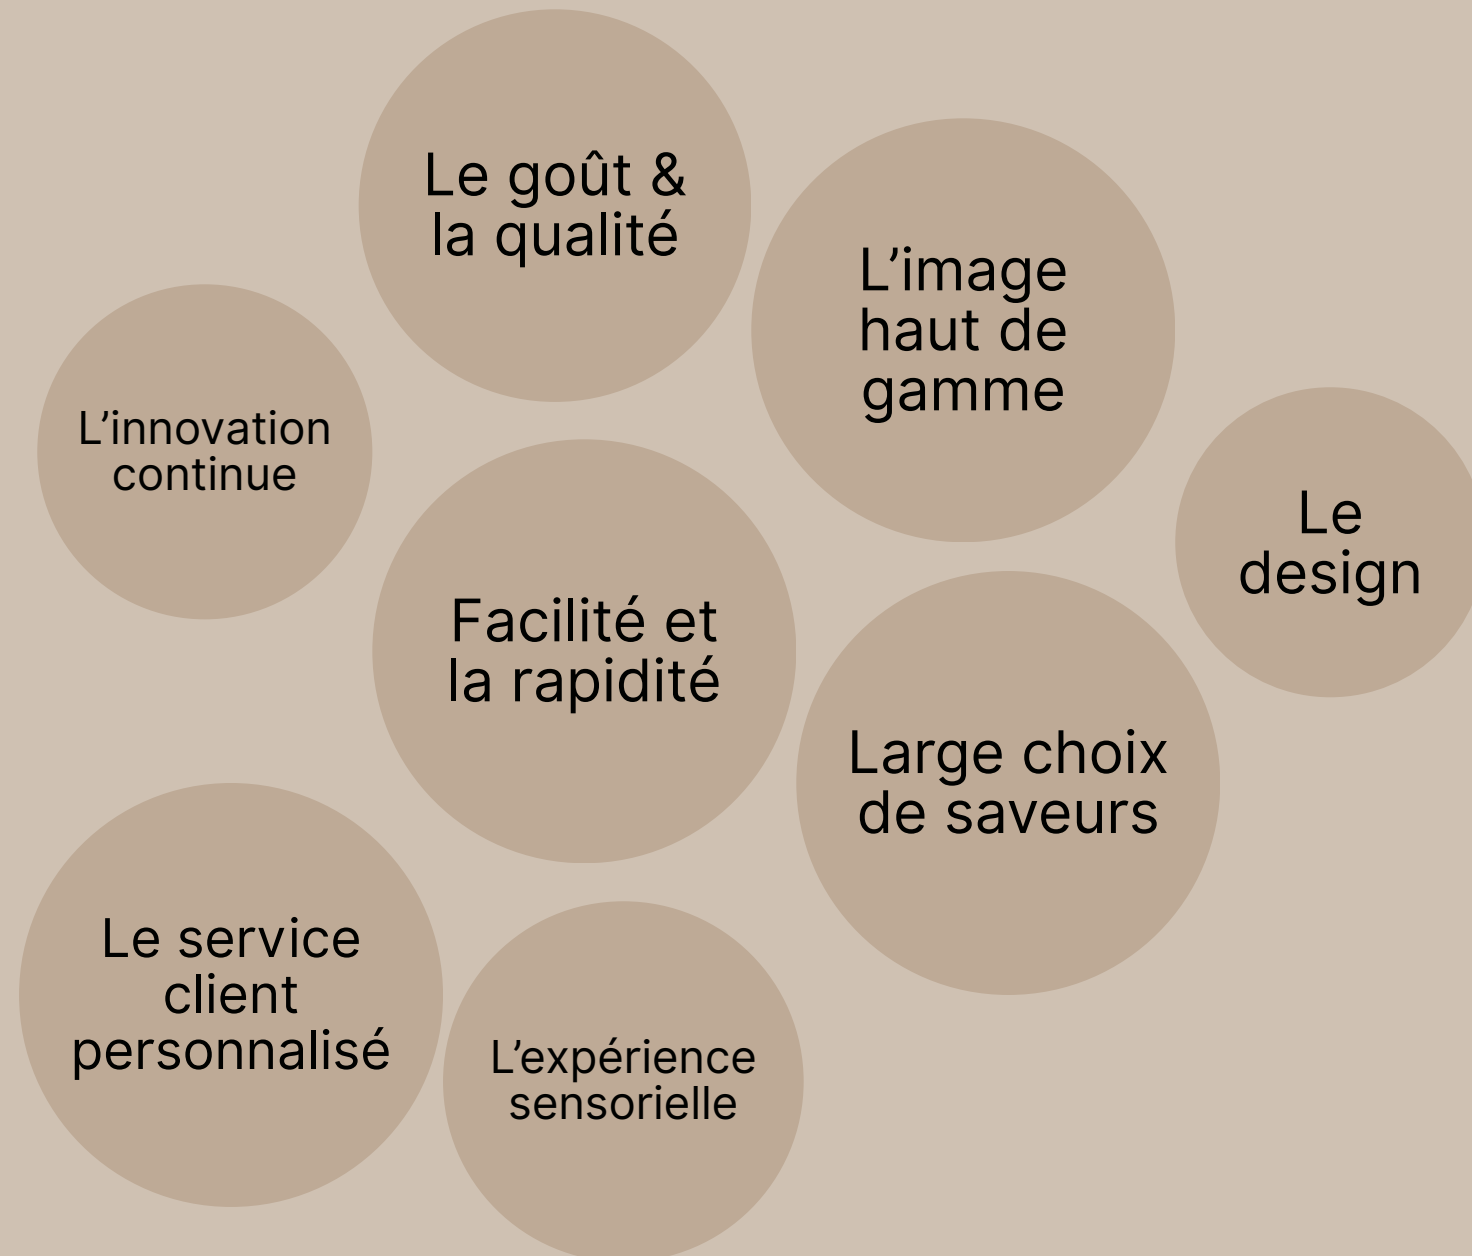 Le goût &
la qualité
L’image
haut de
gamme
L’innovation
continue
Le
design
Facilité et
la rapidité
Large choix
de saveurs
Le service
client
personnalisé
L’expérience
sensorielle